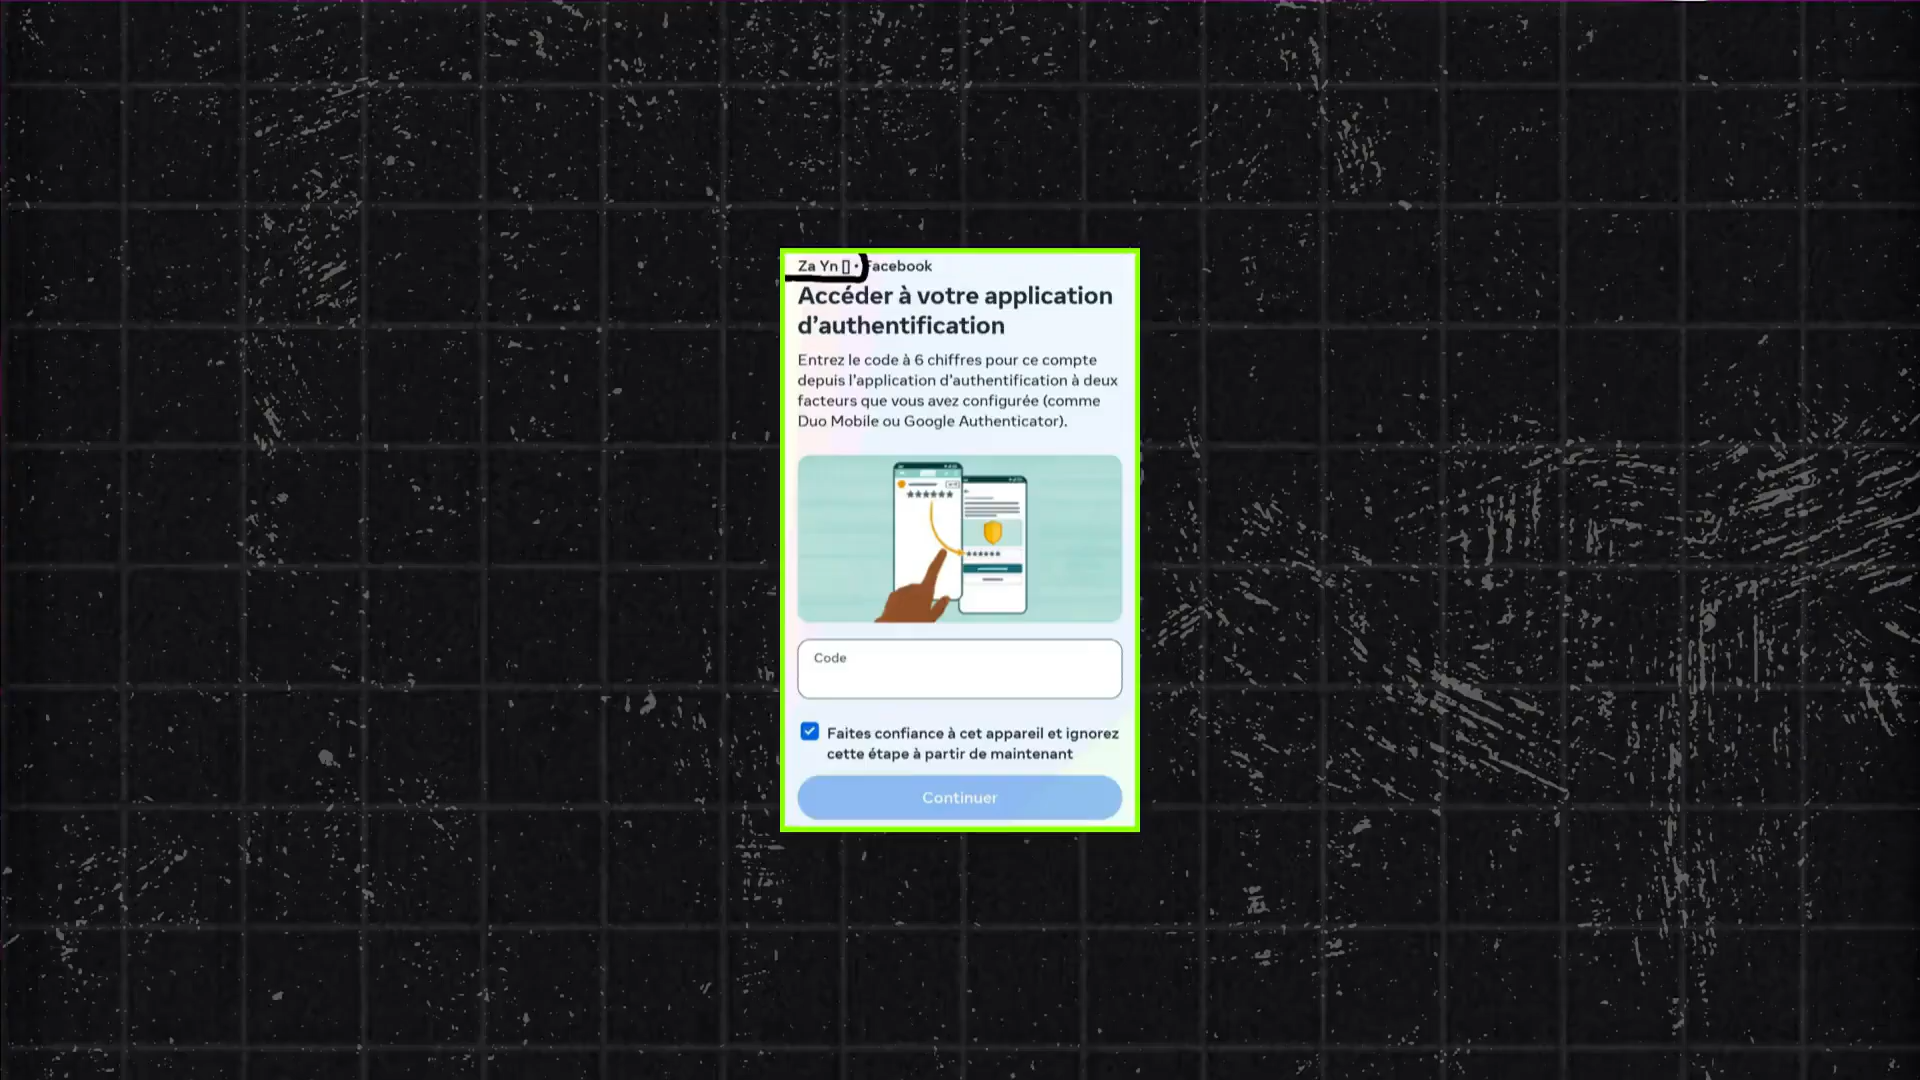 Za Yn [] · Facebook
Accéder à votre application
d’authentification
Entrez le code à 6 chiffres pour ce compte
depuis l’application d’authentification à deux
facteurs que vous avez configurée (comme
Duo Mobile ou Google Authenticator).
Code
Faites confiance à cet appareil et ignorez
cette étape à partir de maintenant
Continuer